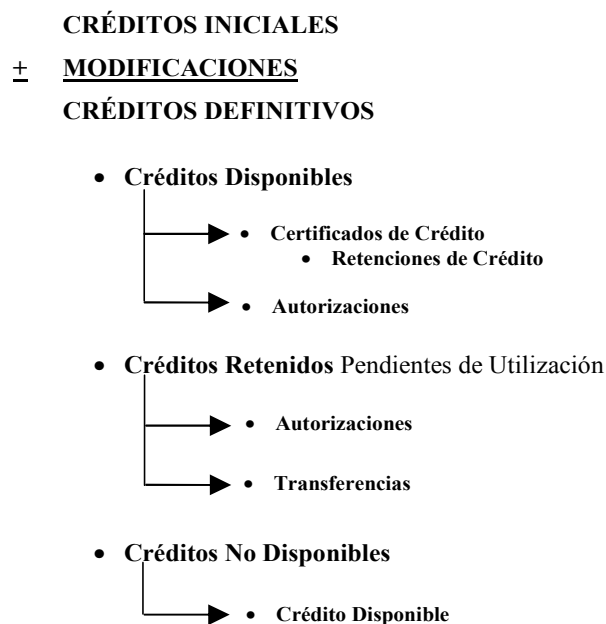 CRÉDITOS INICIALES
+ MODIFICACIONES
CRÉDITOS DEFINITIVOS
• Créditos Disponibles
• Certificados de Crédito
• Retenciones de Crédito
• Autorizaciones
• Créditos Retenidos Pendientes de Utilización
• Autorizaciones
• Transferencias
• Créditos No Disponibles
• Crédito Disponible